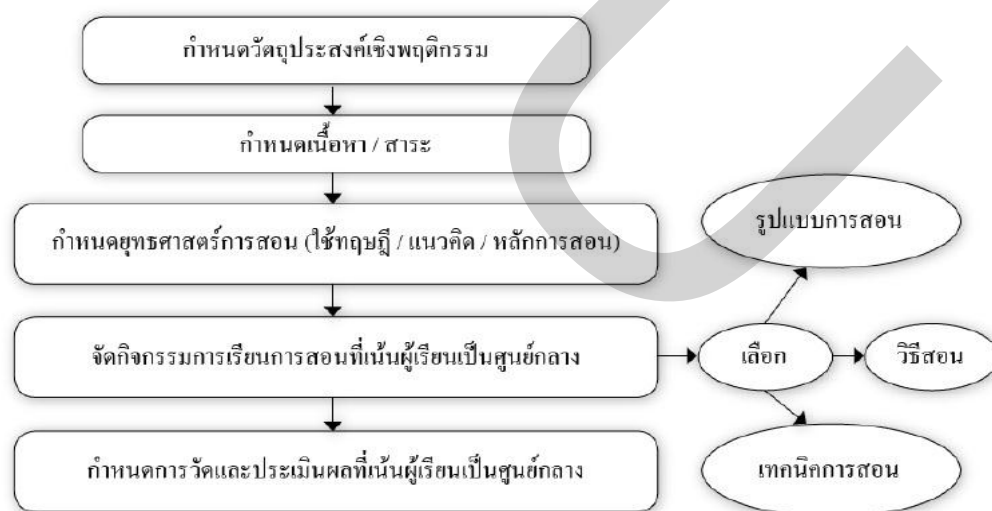 กำหนดวัตถุประสงค์เชิงพฤติกรรม
กำหนดเนื้อหา / สาระ
กำหนดยุทธศาสตร์การสอน (ใช้ทฤษฎี / แนวคิด / หลักการสอน)
จัดกิจกรรมการเรียนการสอนที่เน้นผู้เรียนเป็นศูนย์กลาง
กำหนดการวัดและประเมินผลที่เน้นผู้เรียนเป็นศูนย์กลาง
เลือก
รูปแบบการสอน
วิธีสอน
เทคนิคการสอน